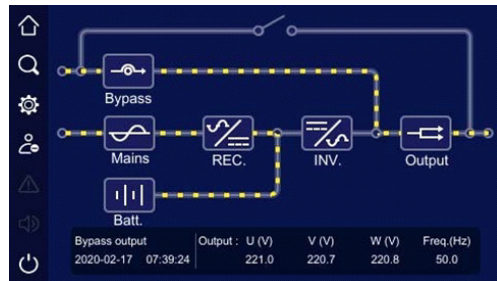 Bypass
Mains
REC.
INV.
Output
Batt.
Bypass output Output : U (V) V (V) W (V) Freq.(Hz)
2020-02-17 07:39:24 221.0 220.7 220.8 50.0